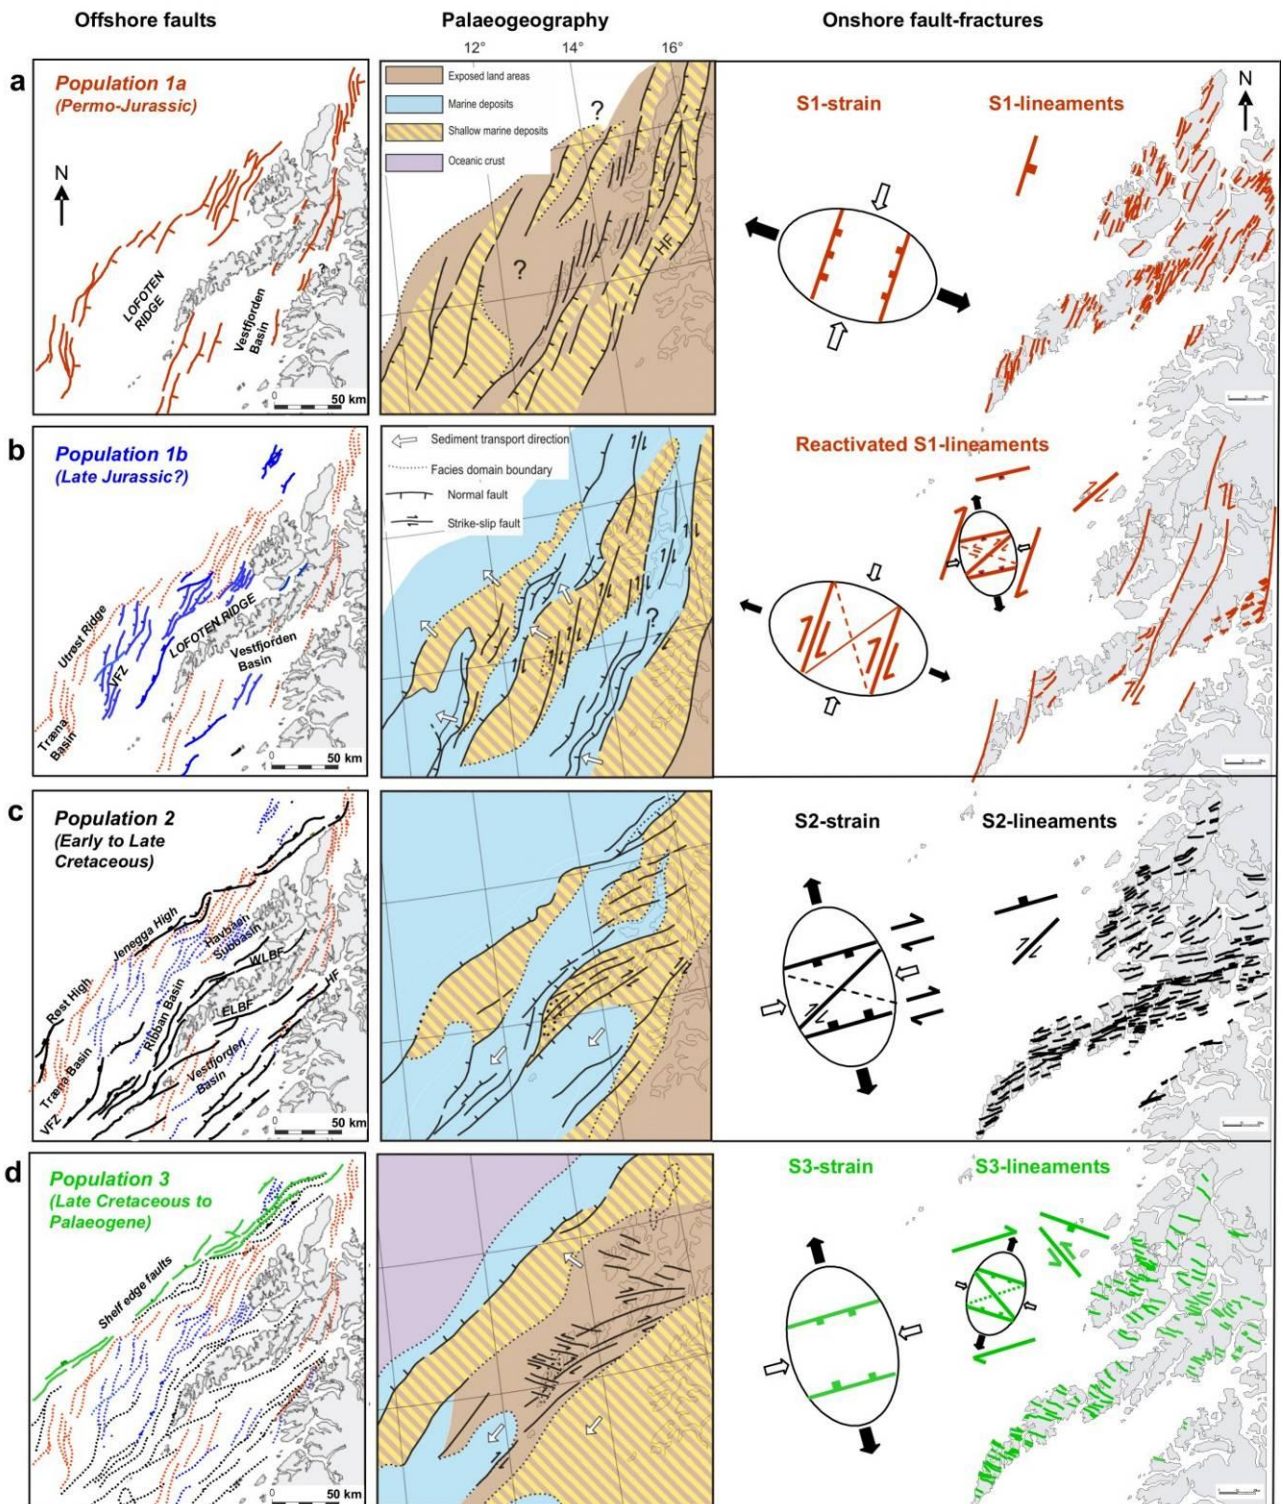 Offshore faults
Palaeogeography
Onshore fault-fractures
12°
14°
16°
a
Population 1a
(Permo-Jurassic)
N
LOFOTEN
RIDGE
Vestfjorden
Basin
?
0
50 km
Exposed land areas
Marine deposits
Shallow marine deposits
Oceanic crust
?
?
HF
S1-strain
S1-lineaments
N
b
Population 1b
(Late Jurassic?)
Utrøst Ridge
VFZ
LOFOTEN RIDGE
Vestfjorden
Basin
Træna
Basin
0
50 km
Sediment transport direction
Facies domain boundary
Normal fault
Strike-slip fault
?
Reactivated S1-lineaments
c
Population 2
(Early to Late
Cretaceous)
Jenegga High
Havbåen
Subbasin
WLBF
Røst High
Ribban Basin
ELBF
HF
Træna Basin
Vestfjorden
Basin
VFZ
0
50 km
S2-strain
S2-lineaments
d
Population 3
(Late Cretaceous to
Palaeogene)
Shelf edge faults
0
50 km
S3-strain
S3-lineaments